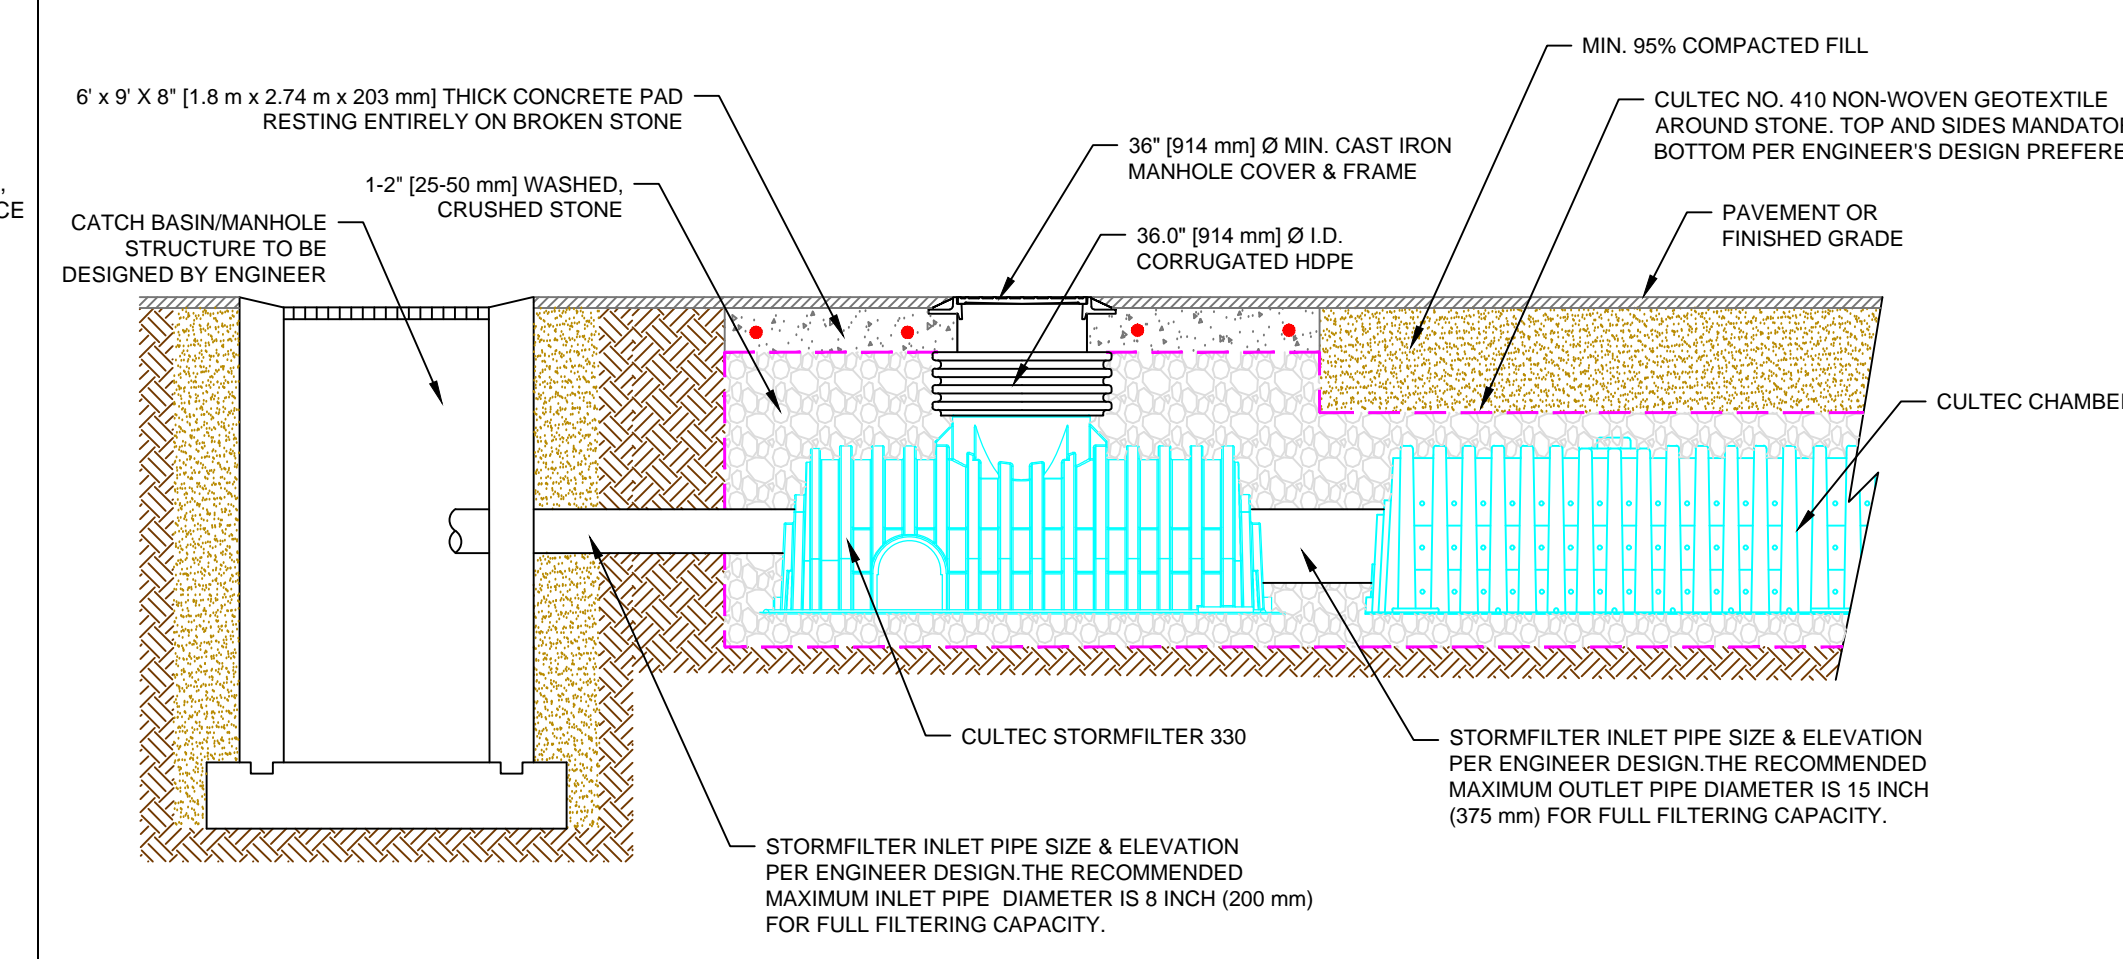 MIN. 95% COMPACTED FILL
6' x 9' X 8" [1.8 m x 2.74 m x 203 mm] THICK CONCRETE PAD
RESTING ENTIRELY ON BROKEN STONE
CULTEC NO. 410 NON-WOVEN GEOTEXTILE
AROUND STONE. TOP AND SIDES
BOTTOM PER ENGINEER'S DESIGN
36" [914 mm] Ø MIN. CAST IRON
MANHOLE COVER & FRAME
1-2" [25-50 mm] WASHED,
CRUSHED STONE
,
CE
CATCH BASIN/MANHOLE
STRUCTURE TO BE
DESIGNED BY ENGINEER
36.0" [914 mm] Ø I.D.
CORRUGATED HDPE
PAVEMENT OR
FINISHED GRADE
CULTEC
CULTEC STORMFILTER 330
STORMFILTER INLET PIPE SIZE & ELEVATION
PER ENGINEER DESIGN.THE RECOMMENDED
MAXIMUM OUTLET PIPE DIAMETER IS 15 INCH
(375 mm) FOR FULL FILTERING CAPACITY.
STORMFILTER INLET PIPE SIZE & ELEVATION
PER ENGINEER DESIGN.THE RECOMMENDED
MAXIMUM INLET PIPE  DIAMETER IS 8 INCH (200 mm)
FOR FULL FILTERING CAPACITY.